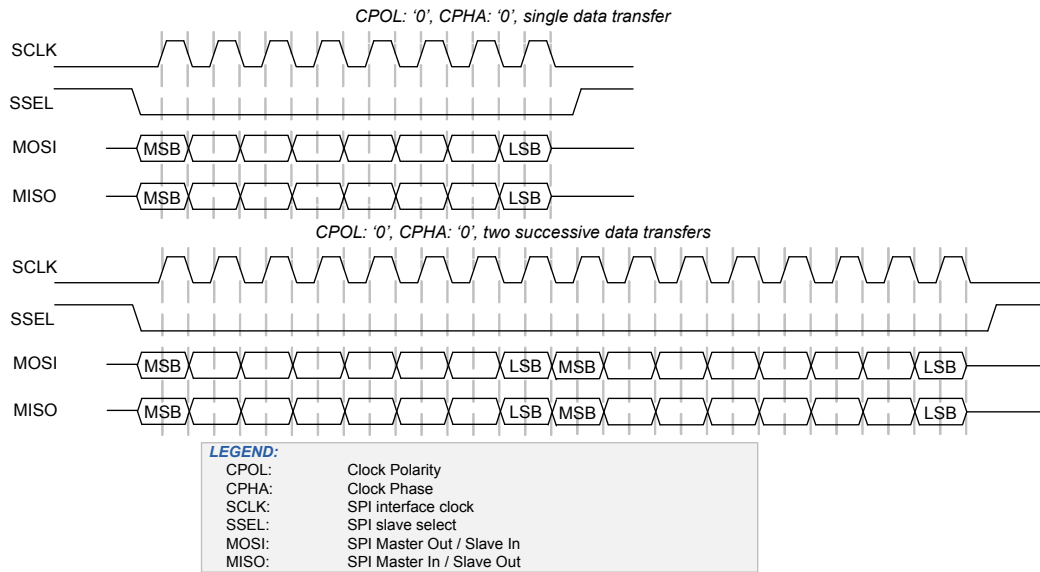 CPOL: ‘0’, CPHA: ‘0’, single data transfer
SCLK
SSEL
MOSI MSB LSB
MISO MSB LSB
CPOL: ‘0’, CPHA: ‘0’, two successive data transfers
SCLK
SSEL
MOSI MSB LSB MSB LSB
MISO MSB LSB MSB LSB
LEGEND:
CPOL: Clock Polarity
CPHA: Clock Phase
SCLK: SPI interface clock
SSEL: SPI slave select
MOSI: SPI Master Out / Slave In
MISO: SPI Master In / Slave Out